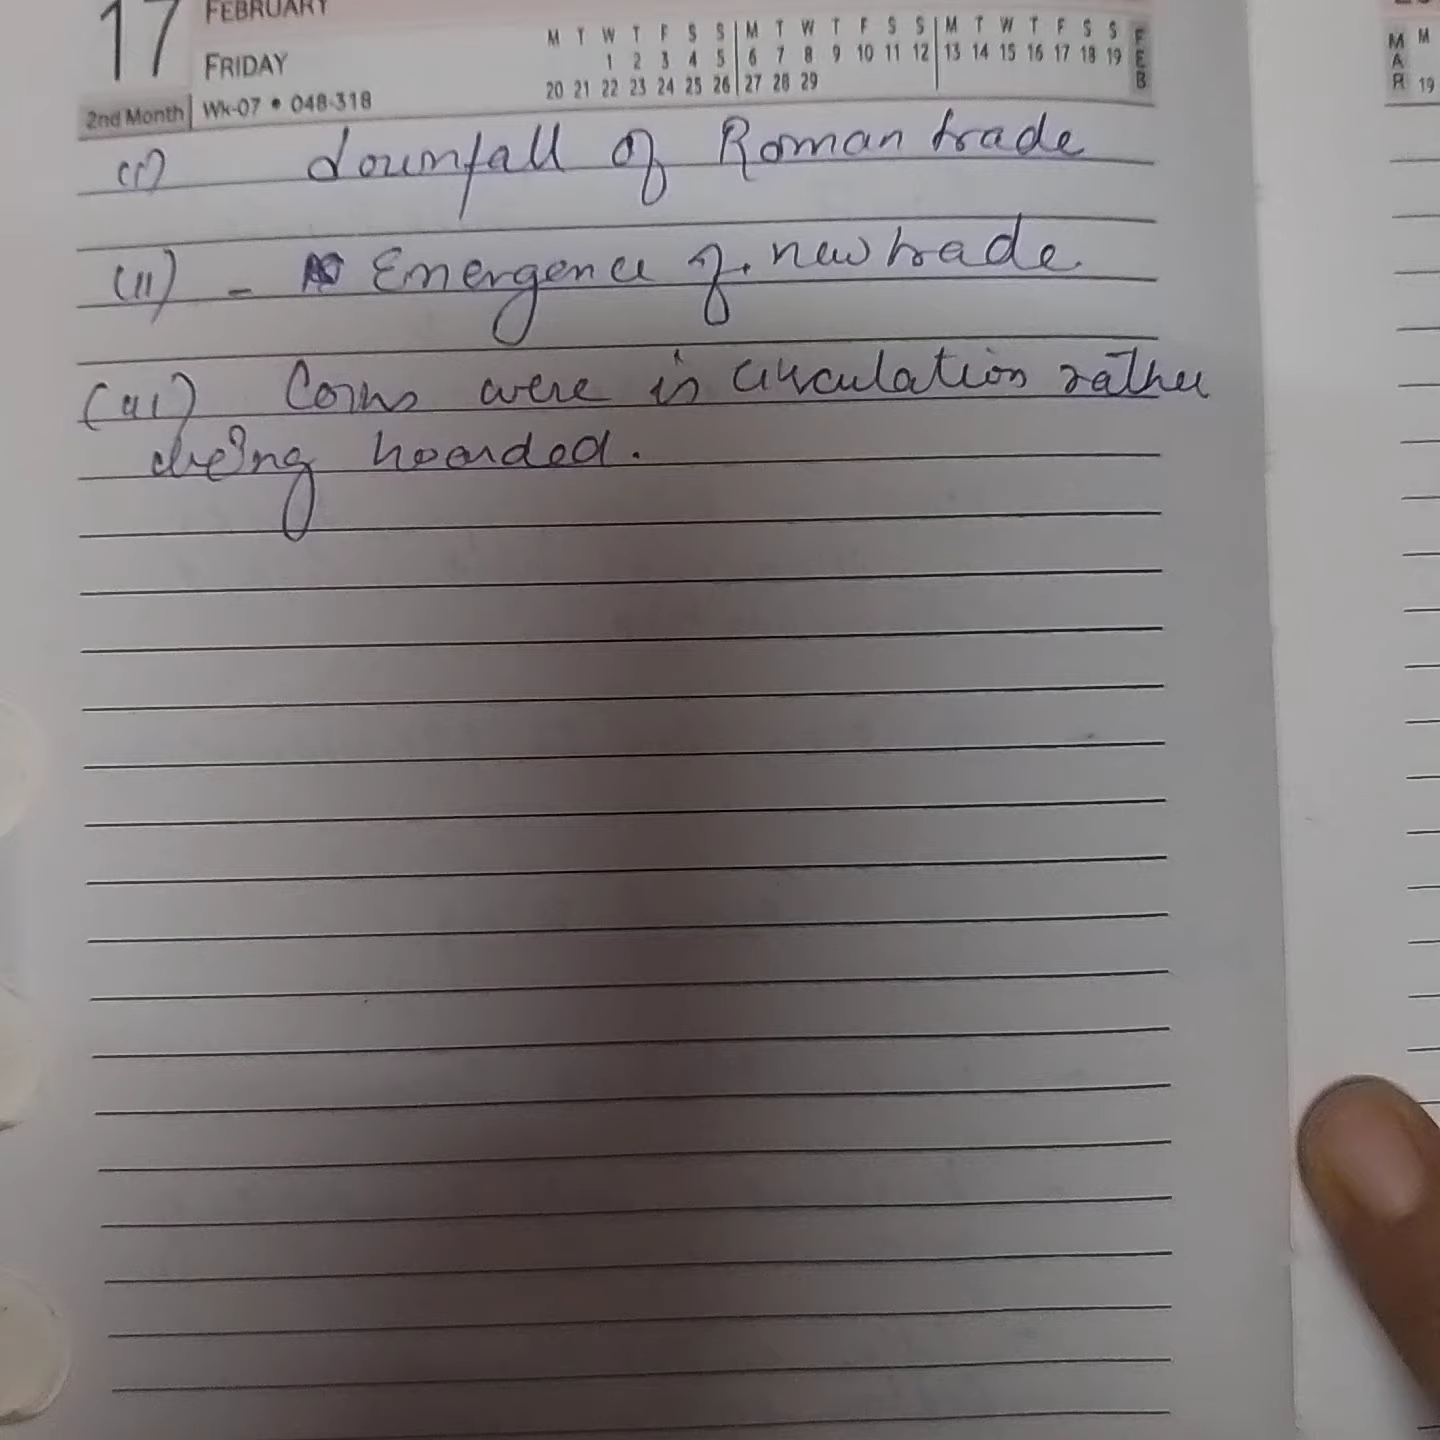 17 FEBRUARY
FRIDAY
2nd Month Wk-07 • 048-318
M T W T F S S M T W T F S S M T W T F S S FEB
1 2 3 4 5 6 7 8 9 10 11 12 13 14 15 16 17 18 19
20 21 22 23 24 25 26 27 28 29
MAR M
19
(i) downfall of Roman trade
(ii) - Emergence of new trade.
(iii) Coins were in circulation rather
being hoarded.